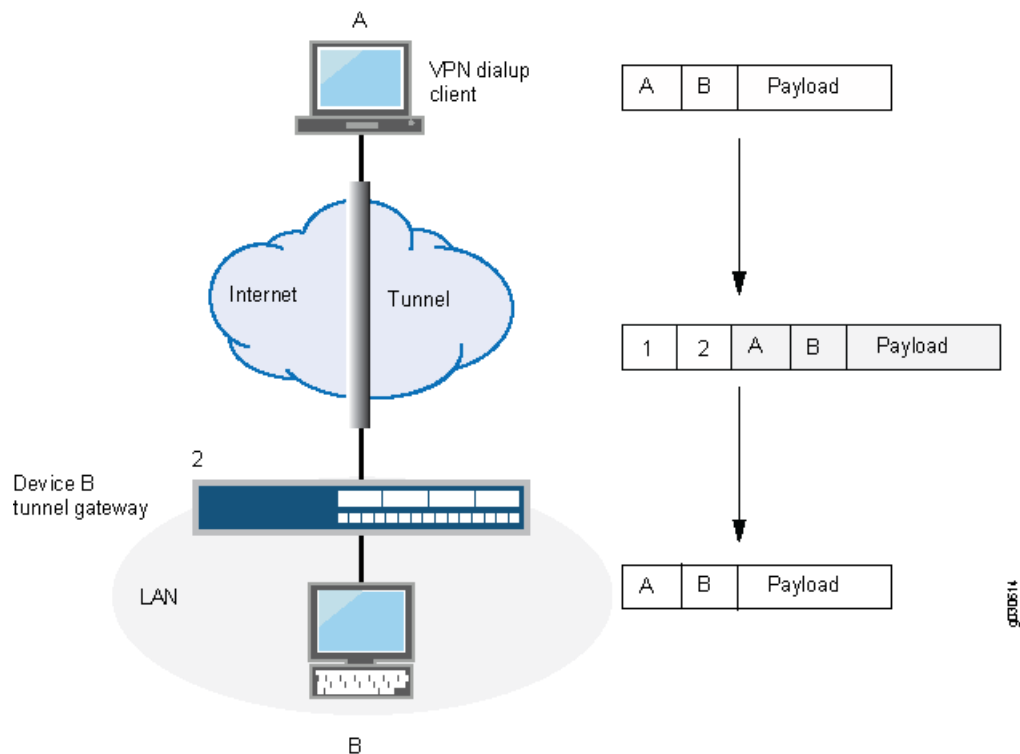 A
VPN dialup
client
A B Payload
Internet
Tunnel
1 2 A B Payload
2
Device B
tunnel gateway
LAN
A B Payload
B
g030614